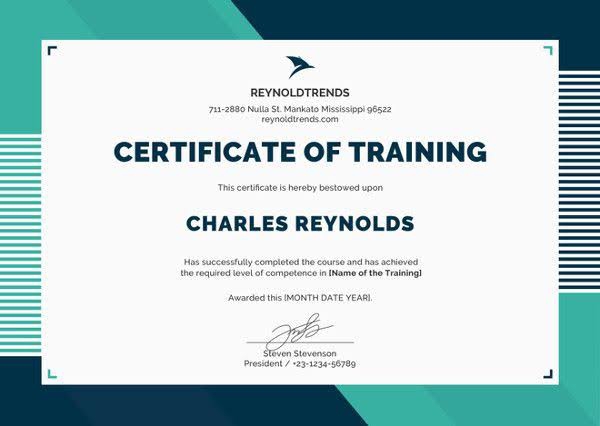 REYNOLDTRENDS
711-2880 Nulla St. Mankato Mississippi 96522
reynoldtrends.com
CERTIFICATE OF TRAINING
This certificate is hereby bestowed upon
CHARLES REYNOLDS
Has successfully completed the course and has achieved
the required level of competence in [Name of the Training]
Awarded this [MONTH DATE YEAR].
Steven Stevenson
President / +23-1234-56789